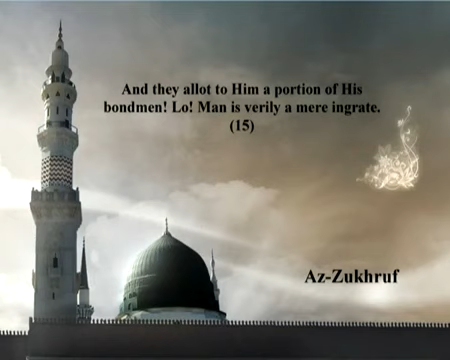 And they allot to Him a portion of His
bondmen! Lo! Man is verily a mere ingrate.
(15)
Az-Zukhruf